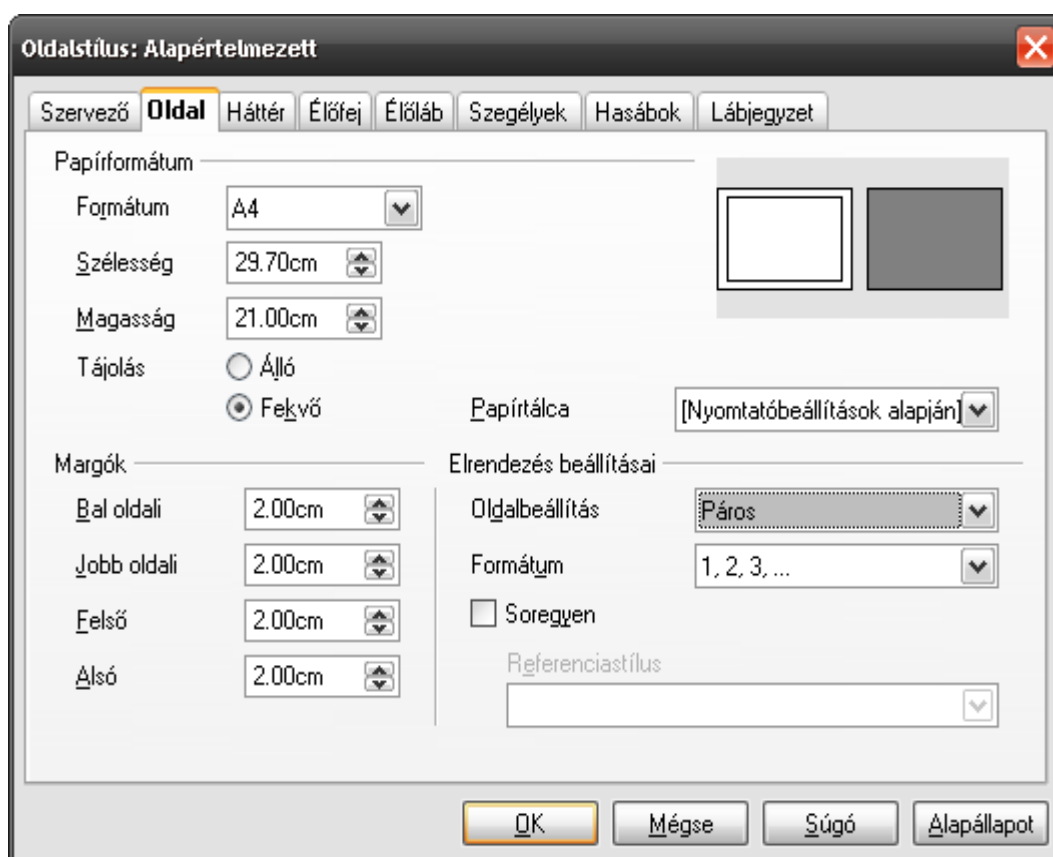 Oldalstílus: Alapértelmezett
Szervező Oldal Háttér Élőfej Élőláb Szegélyek Hasábok Lábjegyzet
Papírformátum
Formátum A4
Szélesség 29.70cm
Magasság 21.00cm
Tájolás Álló
Fekvő Papírtálca [Nyomtatóbeállítások alapján]
Margók Elrendezés beállításai
Bal oldali 2.00cm Oldalbeállítás Páros
Jobb oldali 2.00cm Formátum 1, 2, 3, ...
Felső 2.00cm Soregyen
Alsó 2.00cm Referenciastílus
OK Mégse Súgó Alapállapot